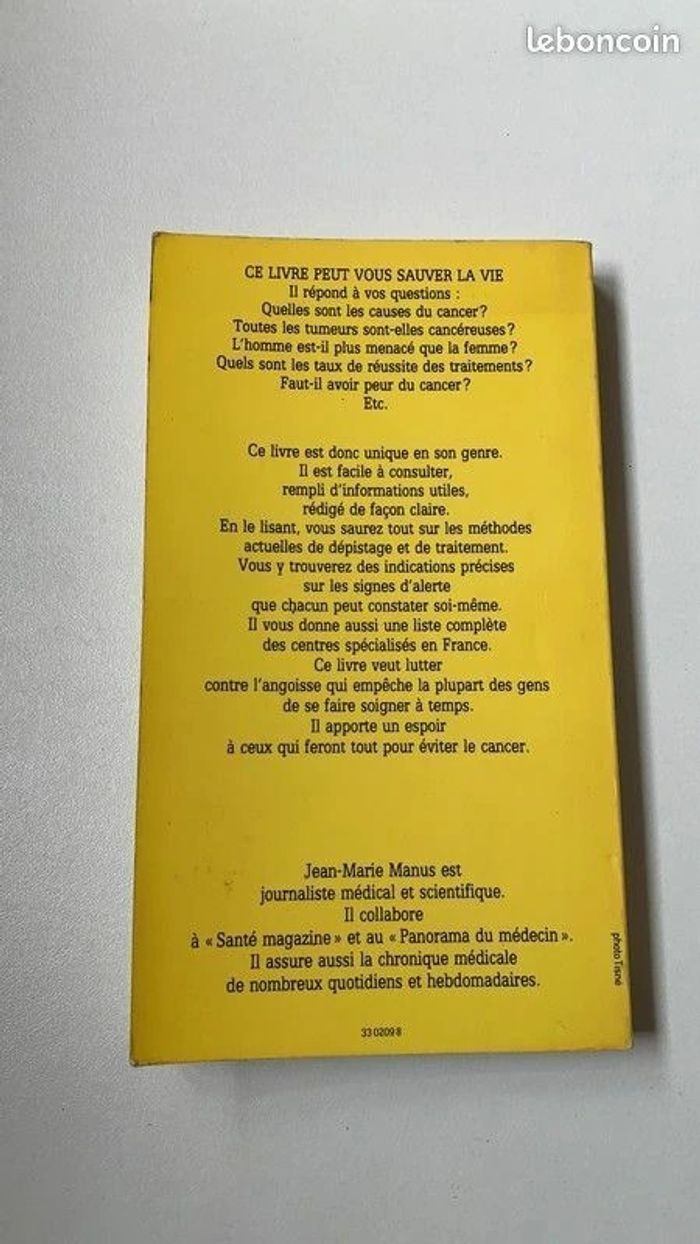 leboncoin
CE LIVRE PEUT VOUS SAUVER LA VIE
Il répond à vos questions :
Quelles sont les causes du cancer?
Toutes les tumeurs sont-elles cancéreuses?
L'homme est-il plus menacé que la femme?
Quels sont les taux de réussite des traitements?
Faut-il avoir peur du cancer?
Etc.
Ce livre est donc unique en son genre.
Il est facile à consulter,
rempli d'informations utiles,
rédigé de façon claire.
En le lisant, vous saurez tout sur les méthodes
actuelles de dépistage et de traitement.
Vous y trouverez des indications précises
sur les signes d'alerte
que chacun peut constater soi-même.
Il vous donne aussi une liste complète
des centres spécialisés en France.
Ce livre veut lutter
contre l'angoisse qui empêche la plupart des gens
de se faire soigner à temps.
Il apporte un espoir
à ceux qui feront tout pour éviter le cancer.
Jean-Marie Manus est
journaliste médical et scientifique.
Il collabore
à « Santé magazine » et au « Panorama du médecin ».
Il assure aussi la chronique médicale
de nombreux quotidiens et hebdomadaires.
photo Tisné
33 0209 8